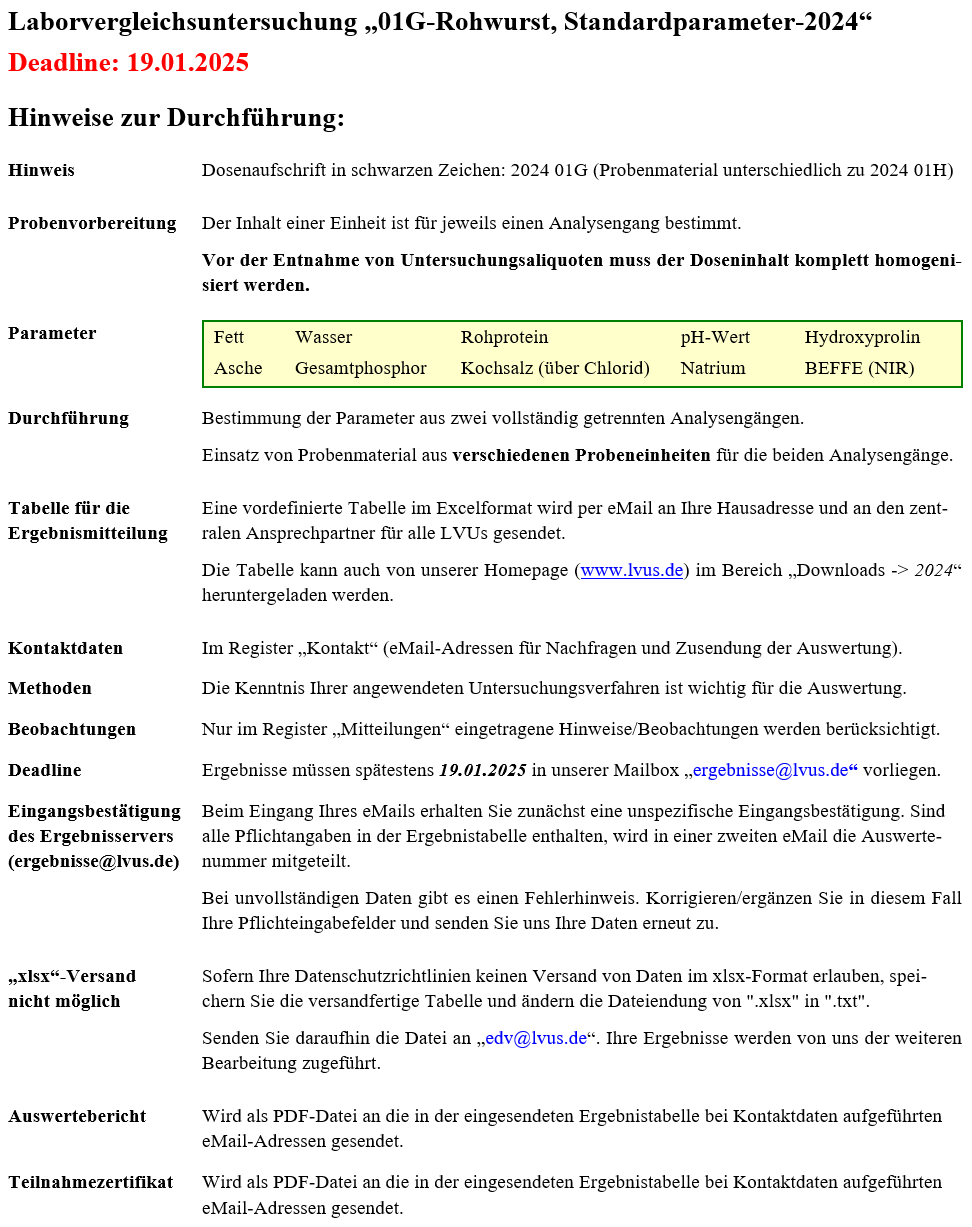 Laborvergleichsuntersuchung „01G-Rohwurst, Standardparameter-2024“
Deadline: 19.01.2025
Hinweise zur Durchführung:
Hinweis Dosenaufschrift in schwarzen Zeichen: 2024 01G (Probenmaterial unterschiedlich zu 2024 01H)
Probenvorbereitung Der Inhalt einer Einheit ist für jeweils einen Analysengang bestimmt.
Vor der Entnahme von Untersuchungsaliquoten muss der Doseninhalt komplett homogeni-
siert werden.
Parameter
Fett Wasser Rohprotein pH-Wert Hydroxyprolin
Asche Gesamtphosphor Kochsalz (über Chlorid) Natrium BEFFE (NIR)
Durchführung Bestimmung der Parameter aus zwei vollständig getrennten Analysengängen.
Einsatz von Probenmaterial aus verschiedenen Probeneinheiten für die beiden Analysengänge.
Tabelle für die Eine vordefinierte Tabelle im Excelformat wird per eMail an Ihre Hausadresse und an den zent-
Ergebnismitteilung ralen Ansprechpartner für alle LVUs gesendet.
Die Tabelle kann auch von unserer Homepage (www.lvus.de) im Bereich „Downloads -> 2024“
heruntergeladen werden.
Kontaktdaten Im Register „Kontakt“ (eMail-Adressen für Nachfragen und Zusendung der Auswertung).
Methoden Die Kenntnis Ihrer angewendeten Untersuchungsverfahren ist wichtig für die Auswertung.
Beobachtungen Nur im Register „Mitteilungen“ eingetragene Hinweise/Beobachtungen werden berücksichtigt.
Deadline Ergebnisse müssen spätestens 19.01.2025 in unserer Mailbox „ergebnisse@lvus.de“ vorliegen.
Eingangsbestätigung Beim Eingang Ihres eMails erhalten Sie zunächst eine unspezifische Eingangsbestätigung. Sind
des Ergebnisservers alle Pflichtangaben in der Ergebnistabelle enthalten, wird in einer zweiten eMail die Auswerte-
(ergebnisse@lvus.de) nummer mitgeteilt.
Bei unvollständigen Daten gibt es einen Fehlerhinweis. Korrigieren/ergänzen Sie in diesem Fall
Ihre Pflichteingabefelder und senden Sie uns Ihre Daten erneut zu.
„xlsx“-Versand Sofern Ihre Datenschutzrichtlinien keinen Versand von Daten im xlsx-Format erlauben, spei-
nicht möglich chern Sie die versandfertige Tabelle und ändern die Dateiendung von ".xlsx" in ".txt".
Senden Sie daraufhin die Datei an „edv@lvus.de“. Ihre Ergebnisse werden von uns der weiteren
Bearbeitung zugeführt.
Auswertebericht Wird als PDF-Datei an die in der eingesendeten Ergebnistabelle bei Kontaktdaten aufgeführten
eMail-Adressen gesendet.
Teilnahmezertifikat Wird als PDF-Datei an die in der eingesendeten Ergebnistabelle bei Kontaktdaten aufgeführten
eMail-Adressen gesendet.